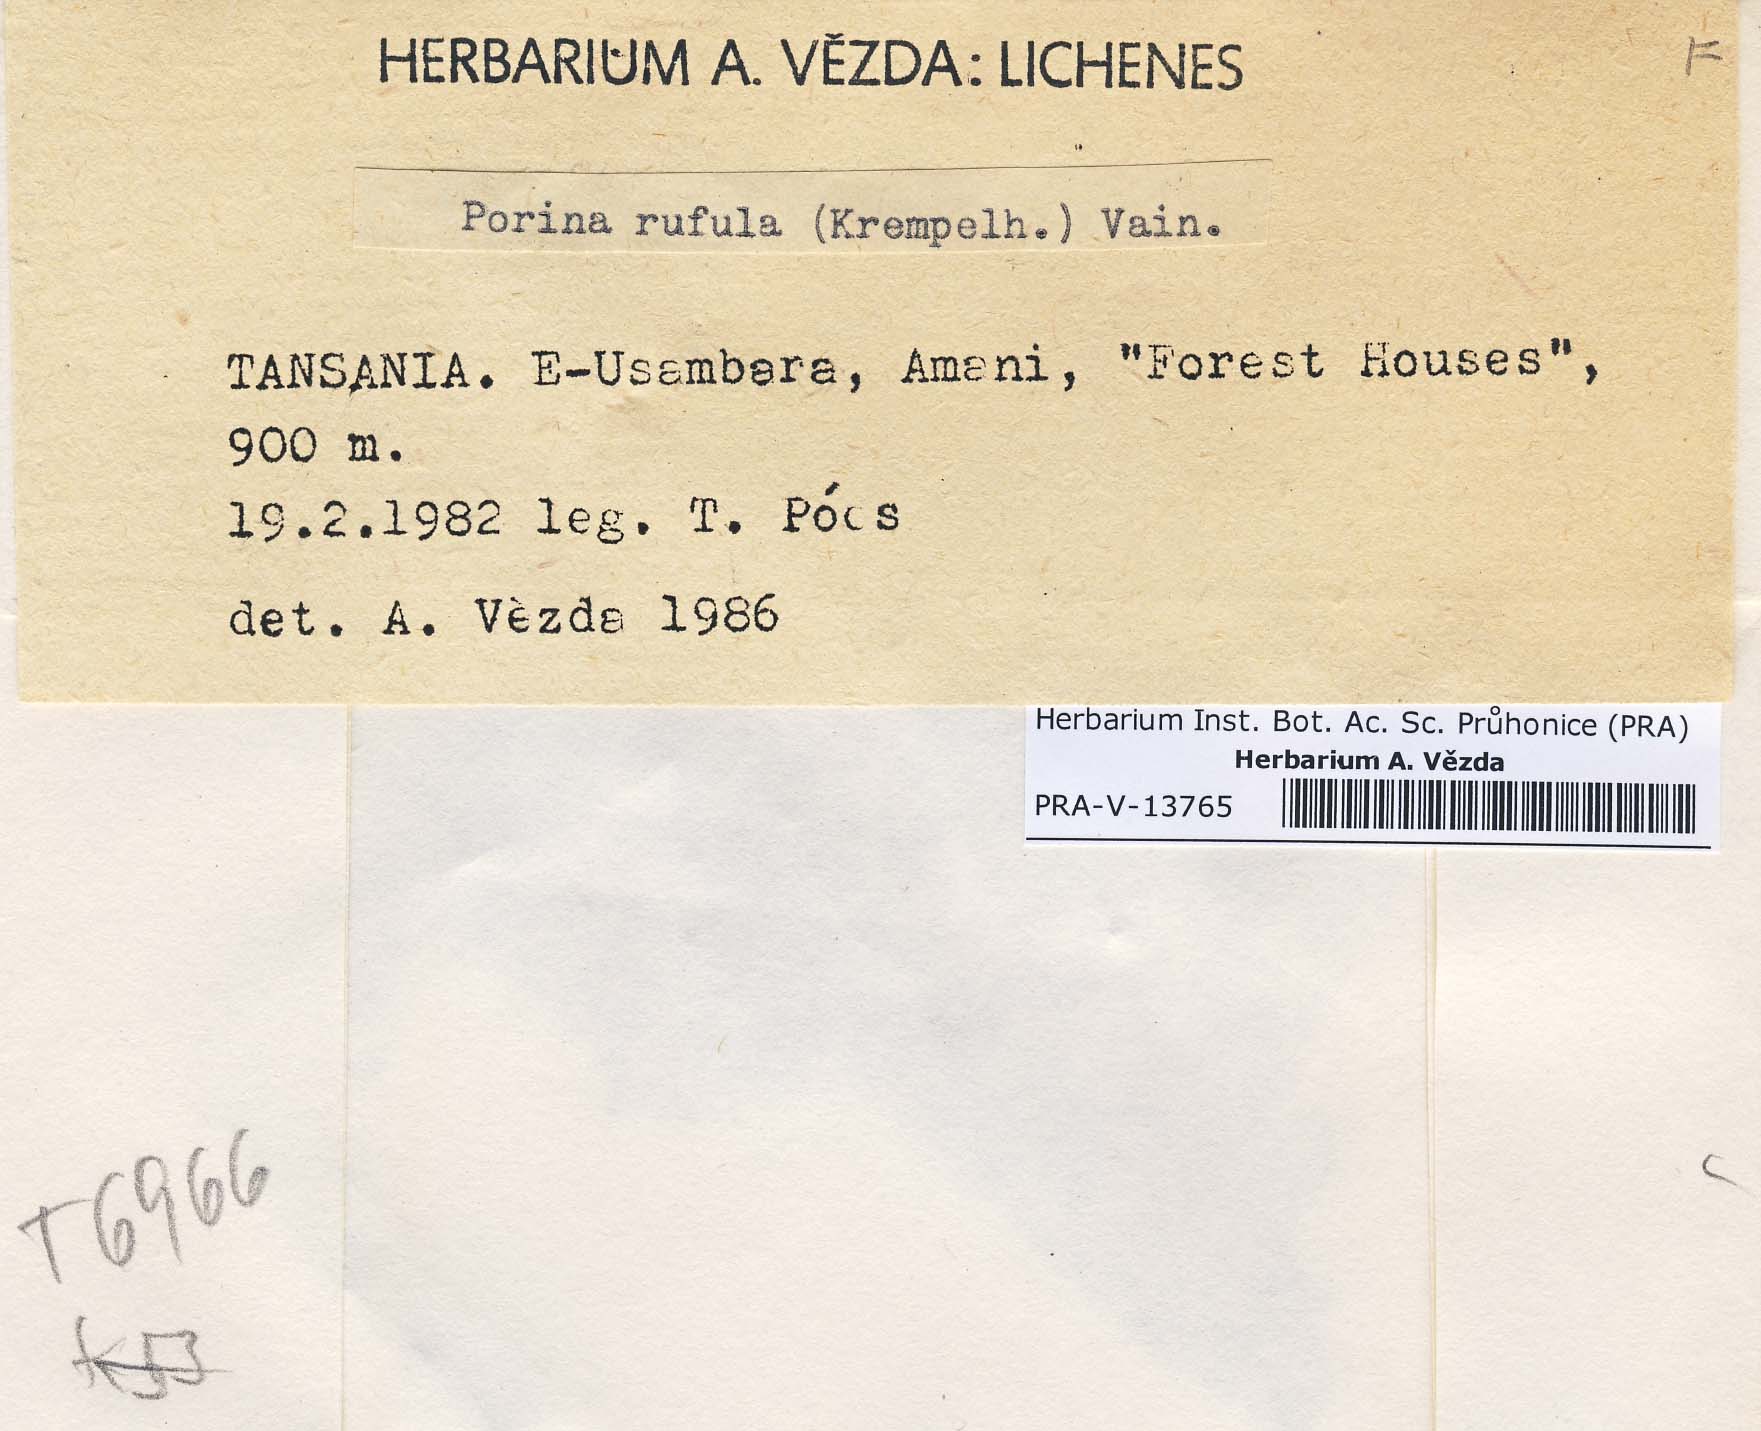 HERBARIUM A. VĚZDA: LICHENES
F
Porina rufula (Krempelh.) Vain.
TANSANIA. E-Usambara, Amani, "Forest Houses",
900 m.
19.2.1982 leg. T. Pócs
det. A. Vèzda 1986
Herbarium Inst. Bot. Ac. Sc. Průhonice (PRA)
Herbarium A. Vězda
PRA-V-13765
T6966
K53